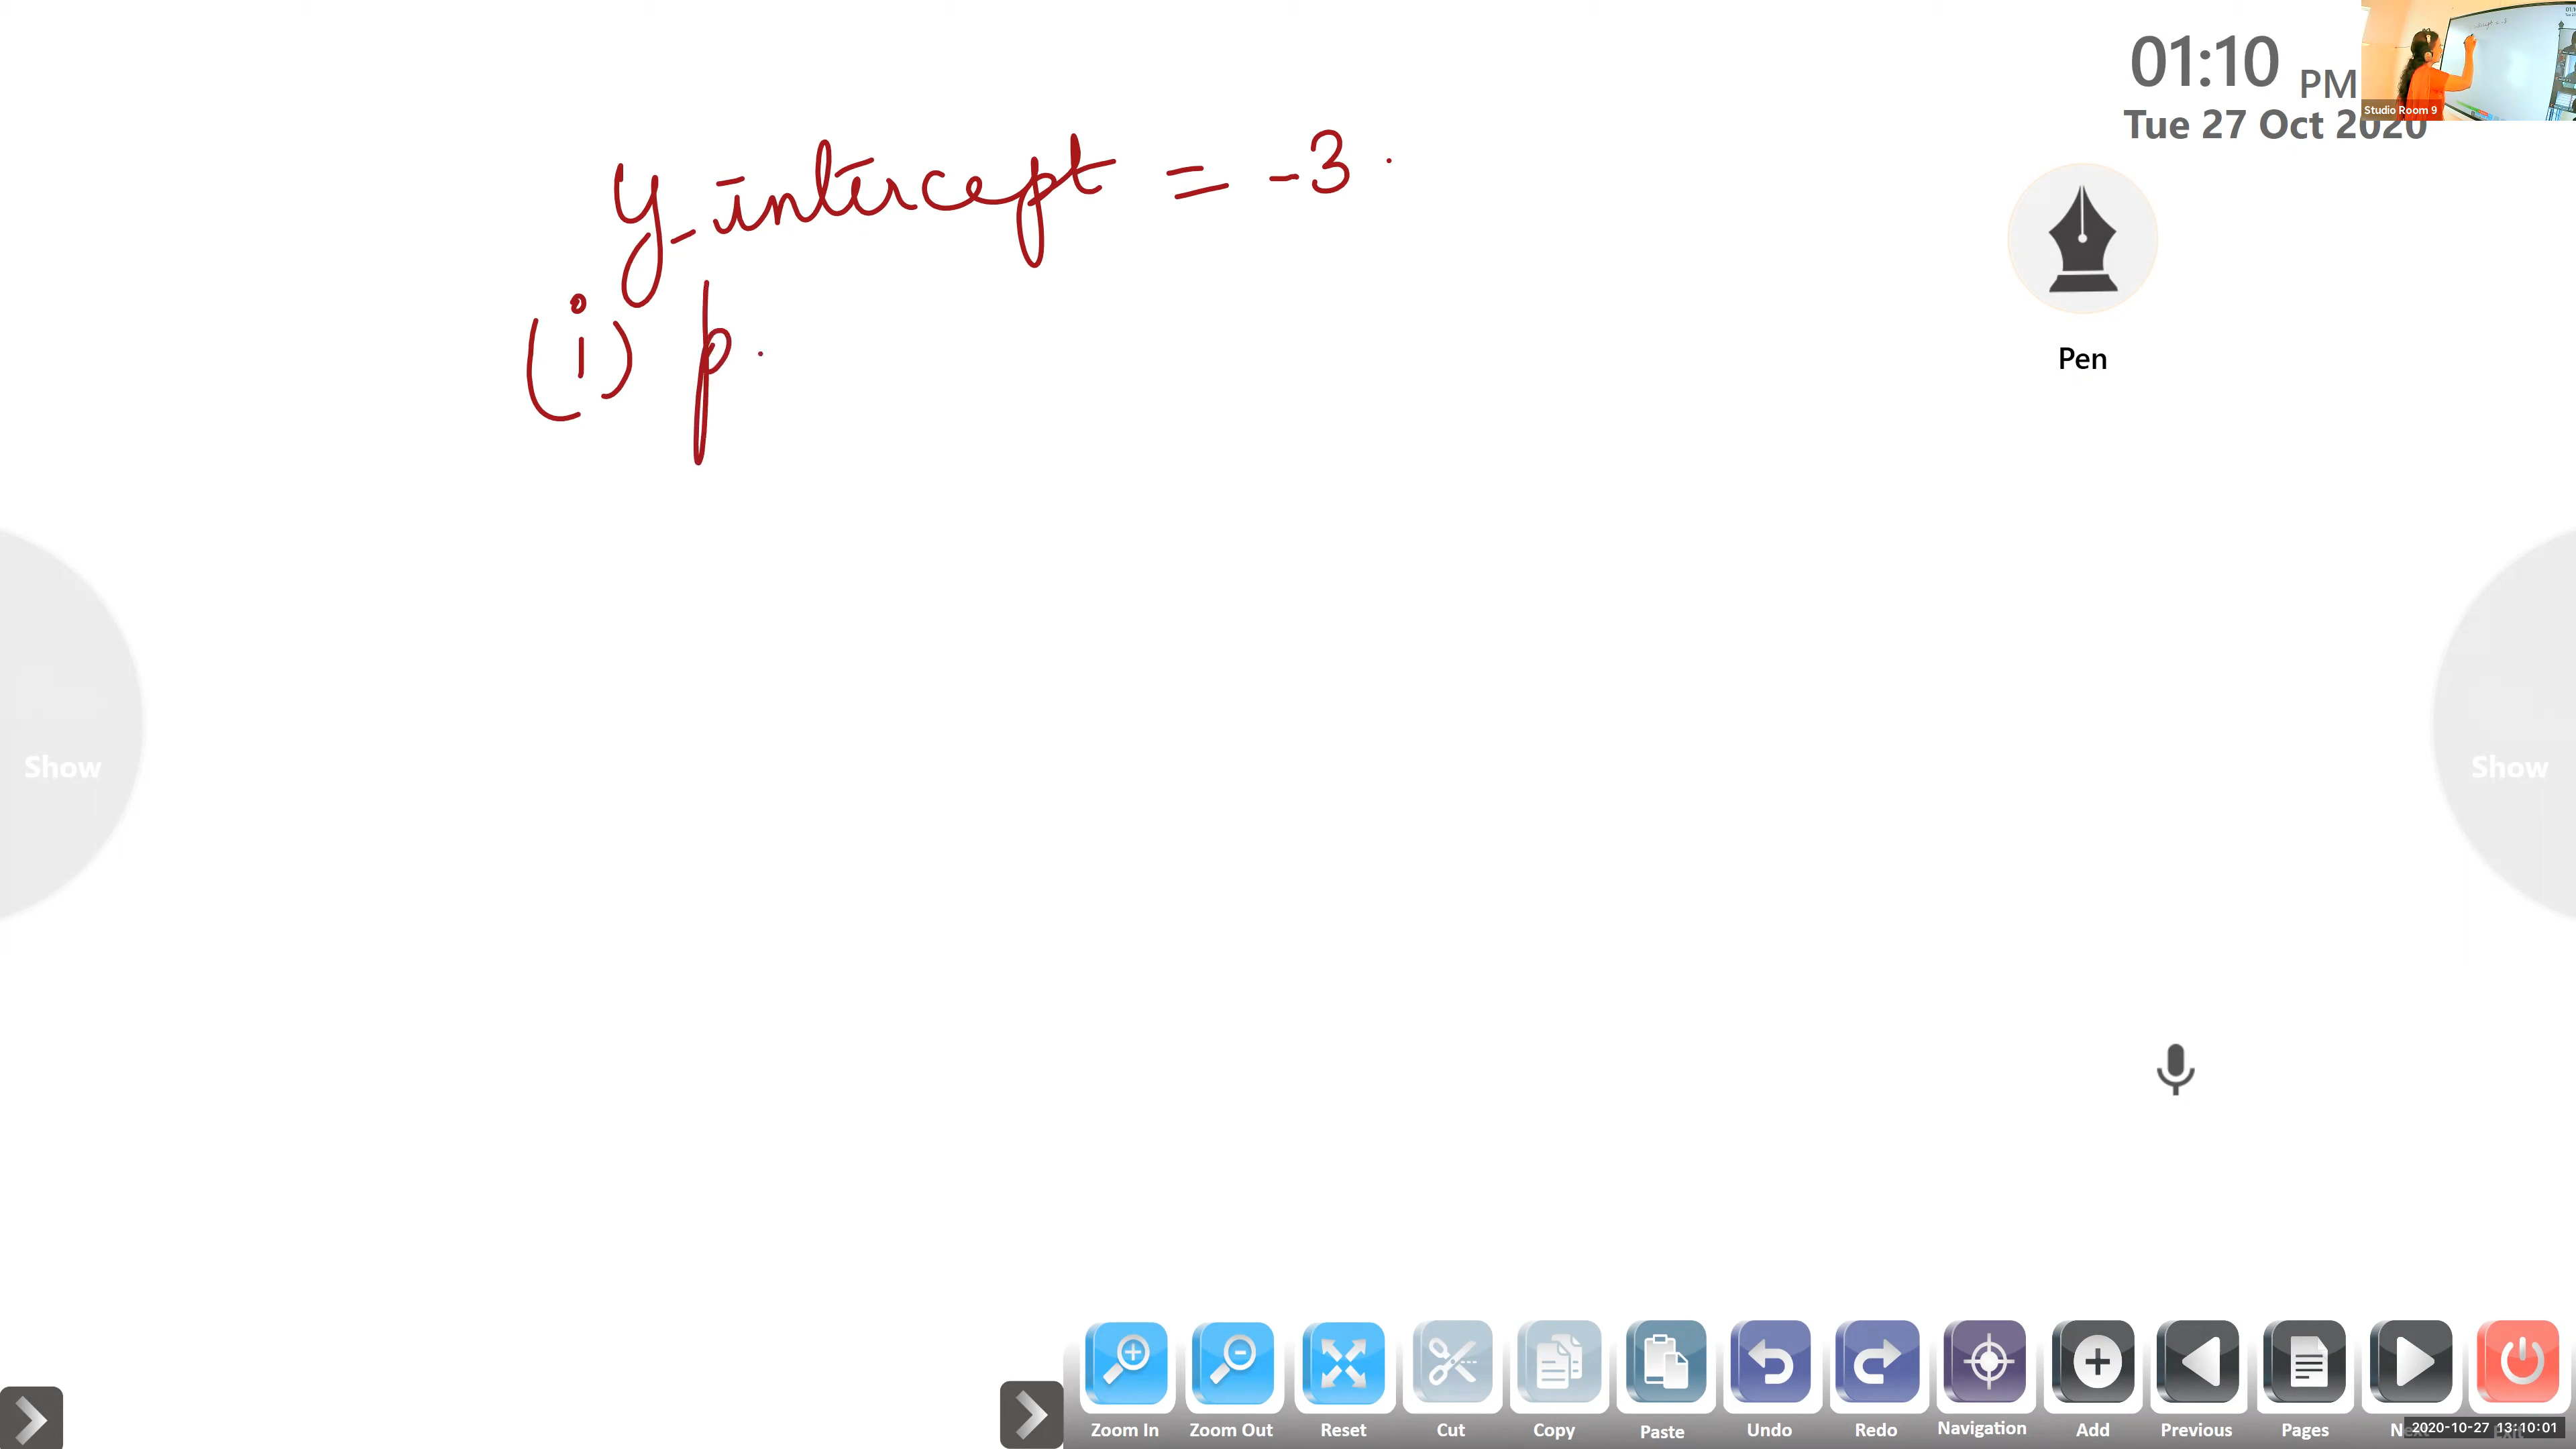 01:10 PM
Tue 27 Oct 2020
Studio Room 9
y-intercept = -3.
(i) p.
Pen
Show
Show
Zoom In Zoom Out Reset Cut Copy Paste Undo Redo Navigation Add Previous Pages
2020-10-27 13:10:01